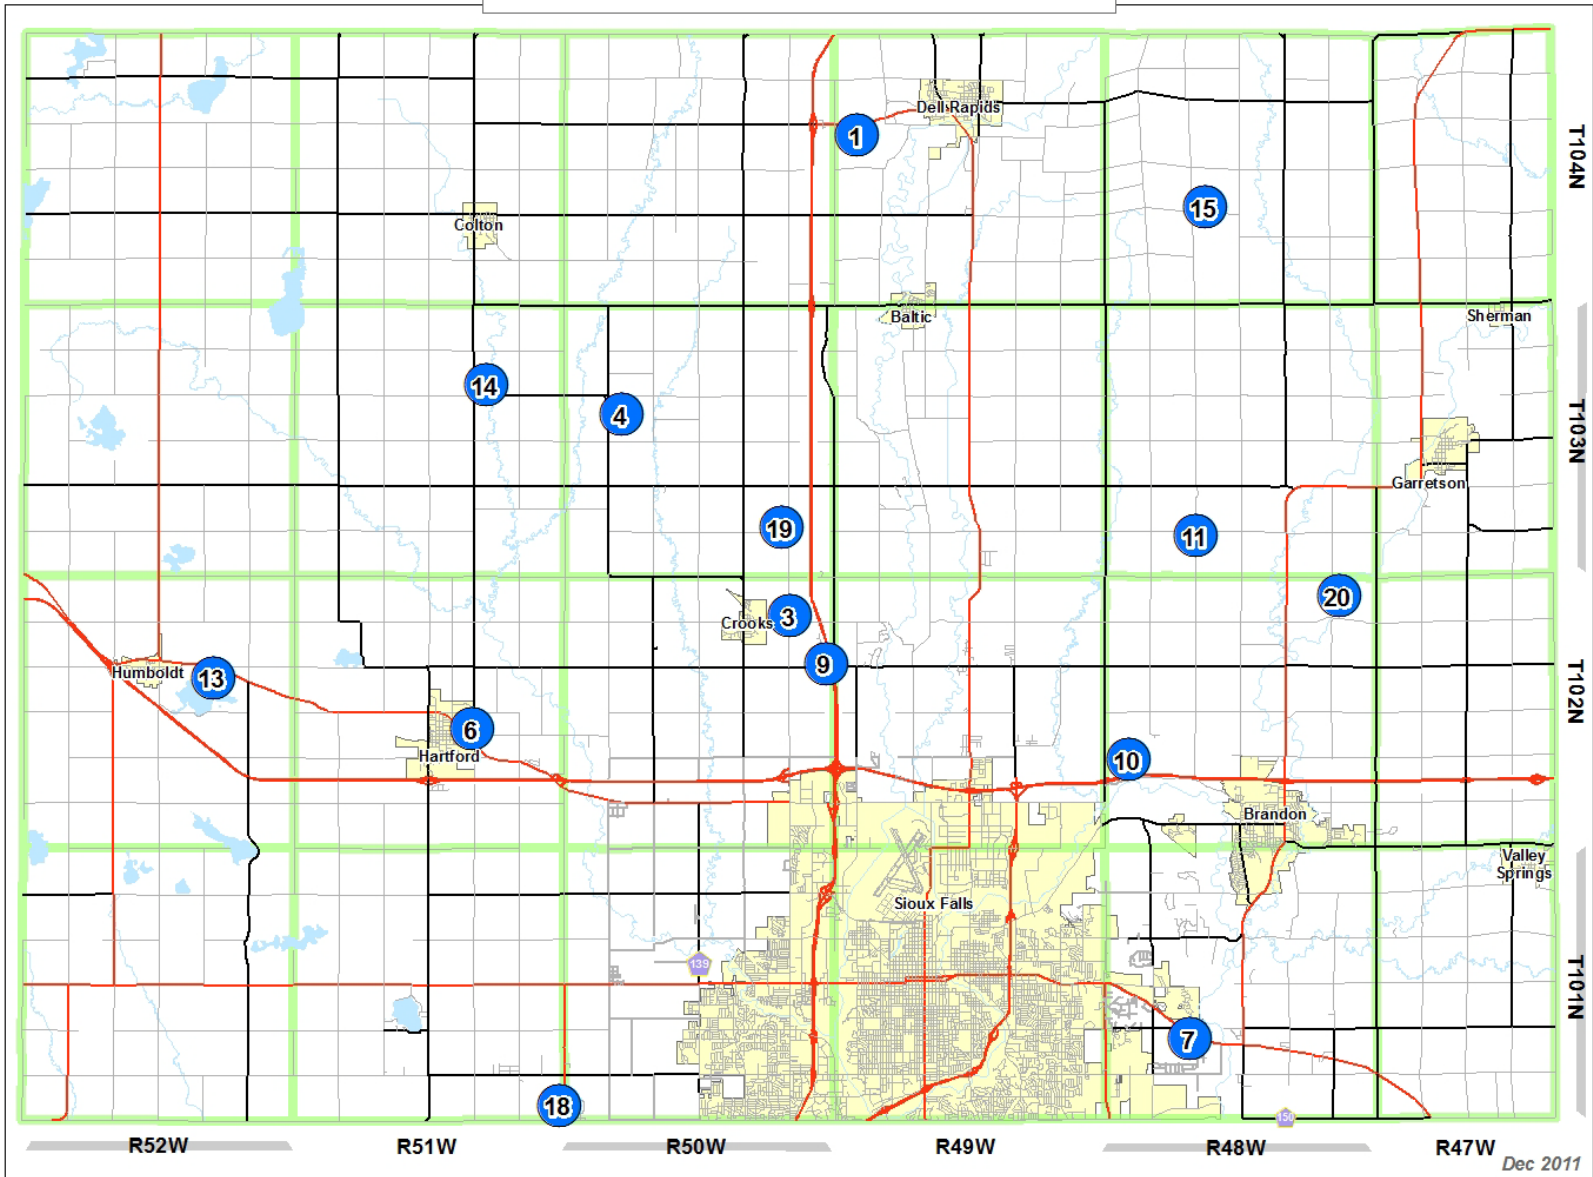 Dell Rapids
1
T104N
15
Colton
Baltic
Sherman
14
4
T103N
Garretson
19
11
20
3
Crooks
9
Humboldt
13
T102N
6
Hartford
10
Brandon
Valley
Springs
Sioux Falls
139
T101N
7
18
150
R52W
R51W
R50W
R49W
R48W
R47W
Dec 2011